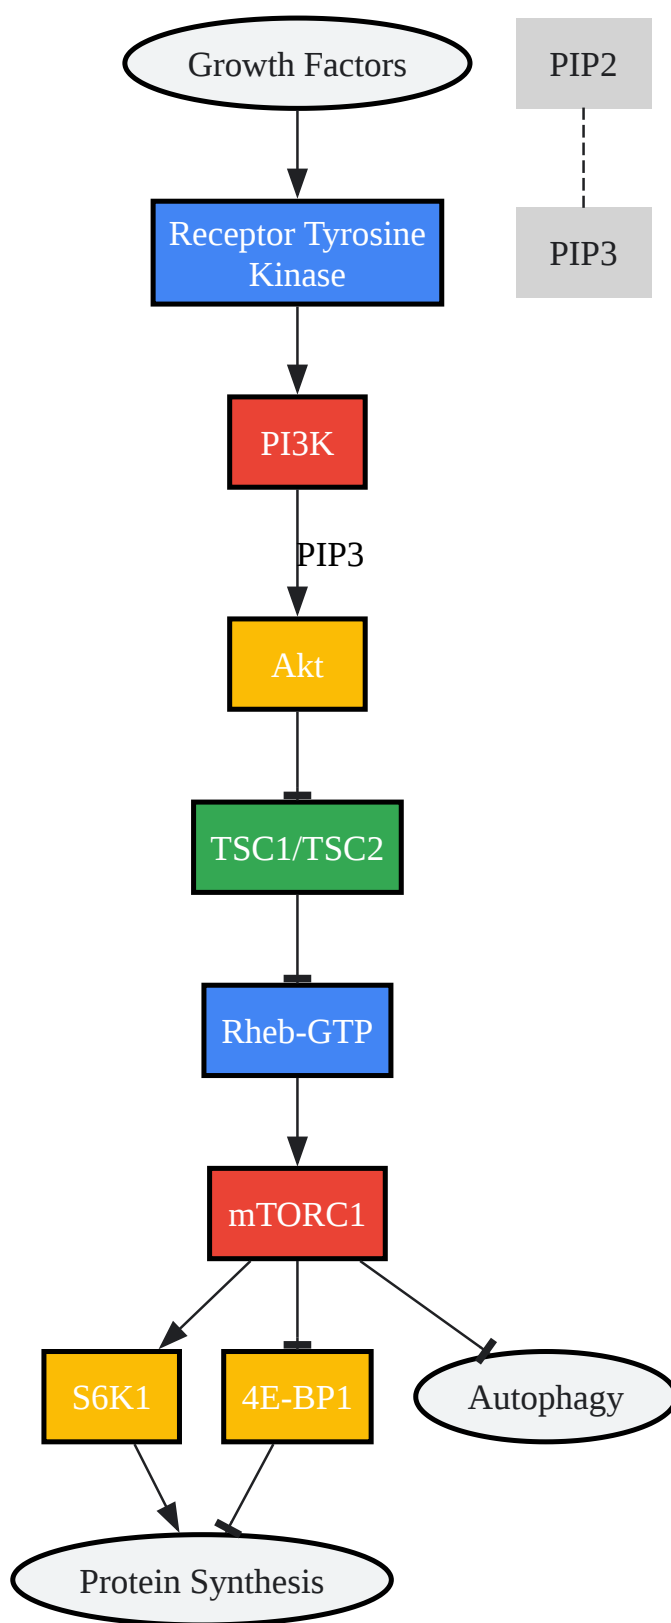 Growth Factors
PIP2
Receptor Tyrosine
Kinase
PIP3
PI3K
PIP3
Akt
TSC1/TSC2
Rheb-GTP
mTORC1
S6K1
4E-BP1
Autophagy
Protein Synthesis